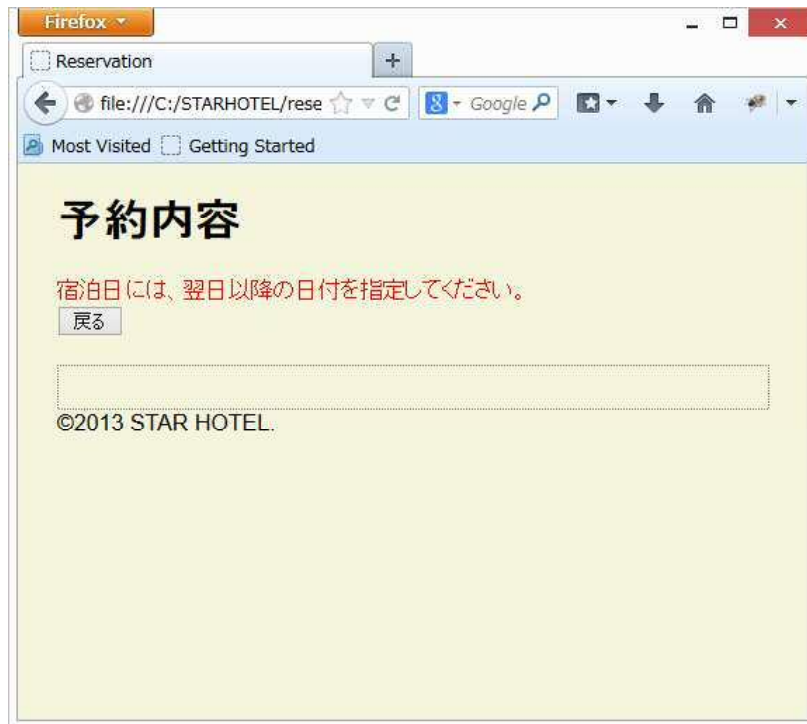 Firefox
Reservation
file:///C:/STARHOTEL/rese
Google
Most Visited
Getting Started
予約内容
宿泊日には、翌日以降の日付を指定してください。
戻る
©2013 STAR HOTEL.